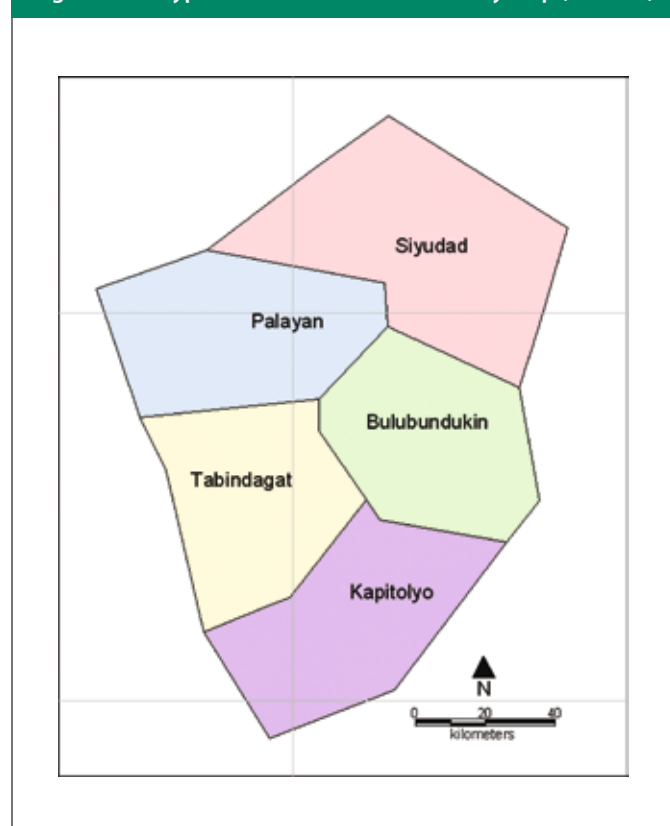 Siyudad
Palayan
Bulubundukin
Tabindagat
Kapitolyo
N
0 20 40
kilometers